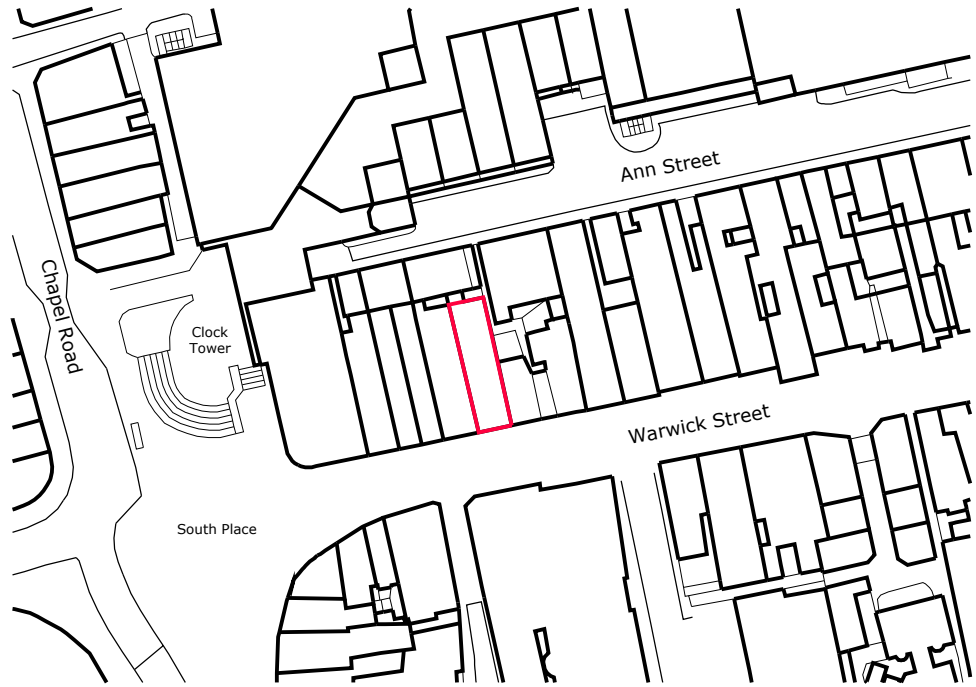 Ann Street
Chapel Road
Clock
Tower
Warwick Street
South Place